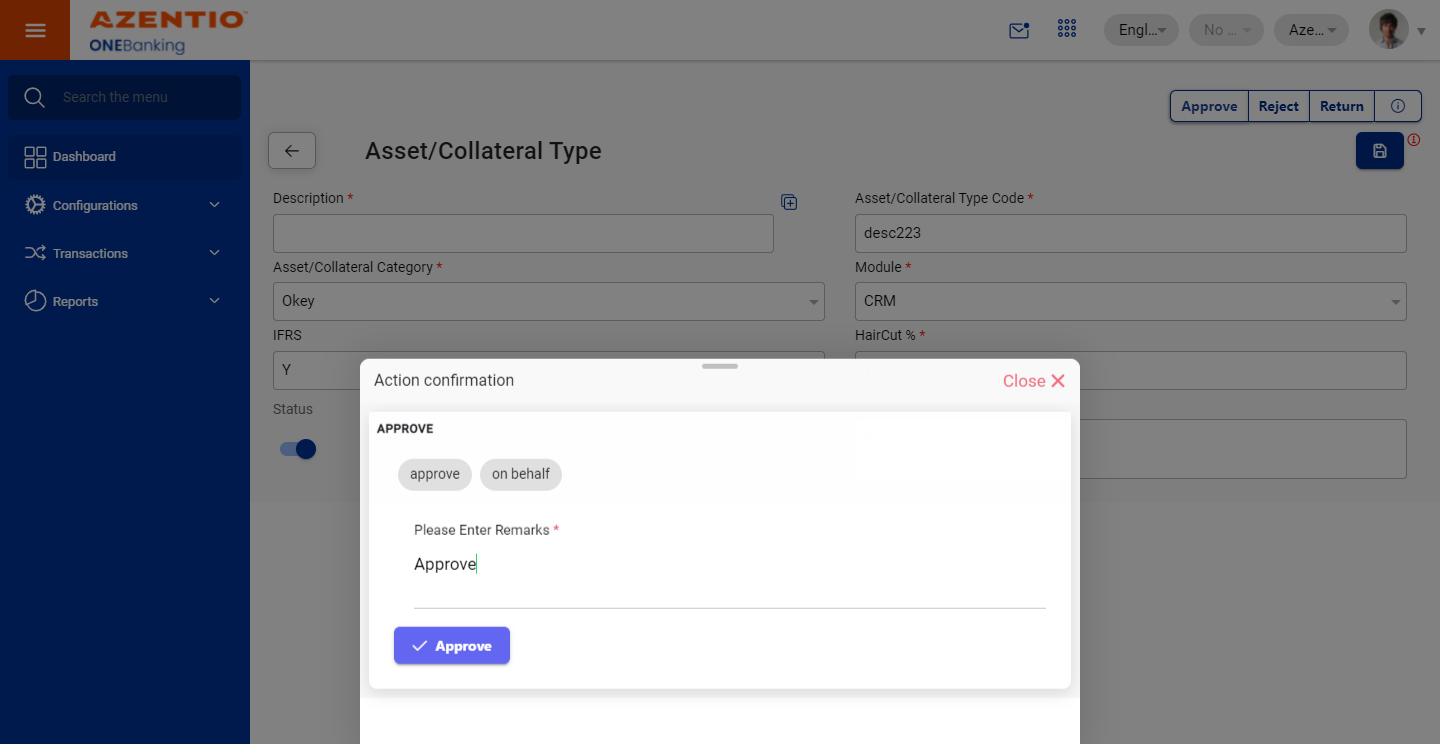 AZENTIO™
ONEBanking
Engl...
No ...
Aze...
Search the menu
Dashboard
Configurations
Transactions
Reports
Approve
Reject
Return
Asset/Collateral Type
Description *
Asset/Collateral Type Code *
desc223
Asset/Collateral Category *
Module *
Okey
CRM
IFRS
HairCut % *
Y
Status
Action confirmation
Close
APPROVE
approve
on behalf
Please Enter Remarks *
Approve
Approve